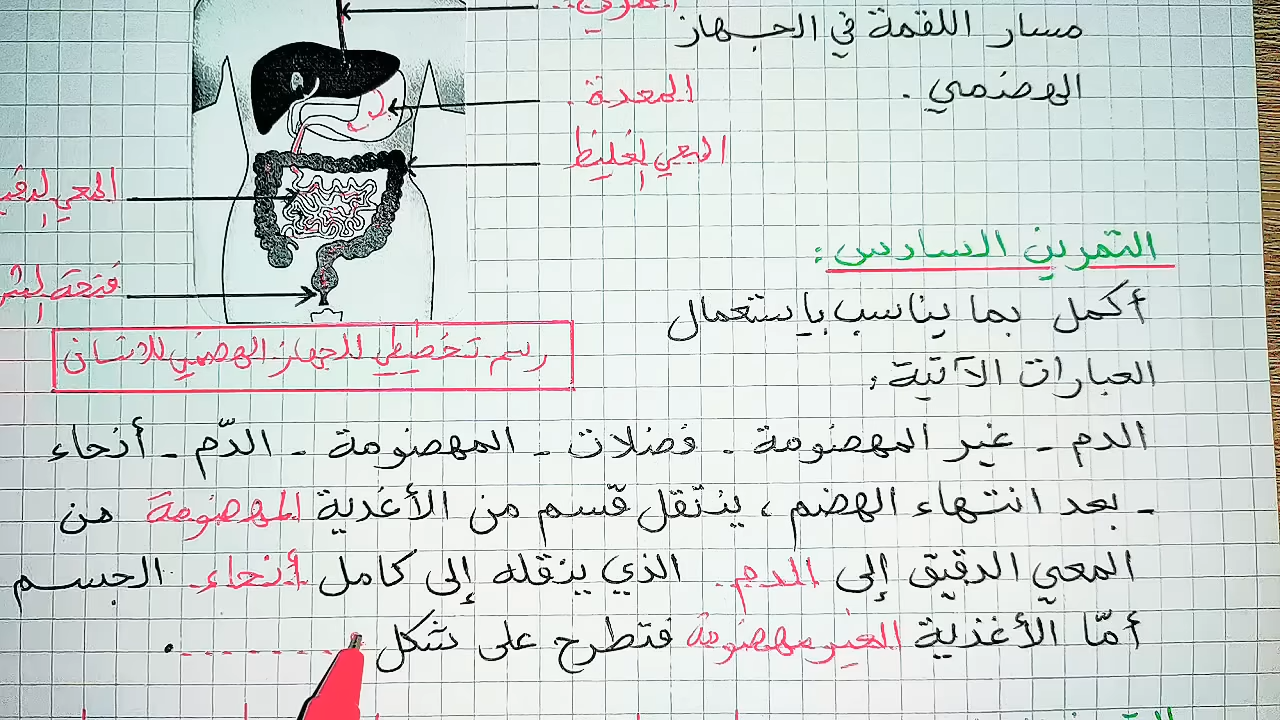 مسار اللقمة في الجهاز
الهضمي .
المعدة .
المعي الغليظ
المعي
فتحة
رسم تخطيطي للجهاز الهضمي للانسان
التمرين السادس :
أكمل بما يناسب باستعمال
العبارات الآتية :
الدم - غير المهضومة - فضلات - المهضومة - الدّم - أنحاء
- بعد انتهاء الهضم ، ينتقل قسم من الأغذية المهضومة من
المعي الدقيق إلى الدم. الذي ينقله إلى كامل أنحاء. الجسم
أمّا الأغذية الغير مهضومة فتطرح على شكل ............ .